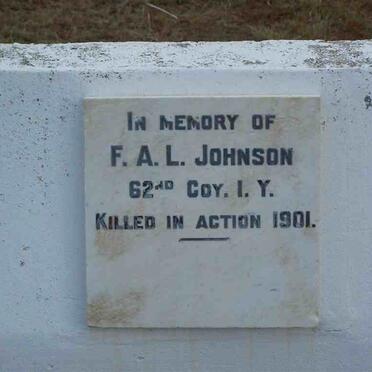 In memory of
F. A. L. Johnson
62nd Coy. I. Y.
Killed in action 1901.